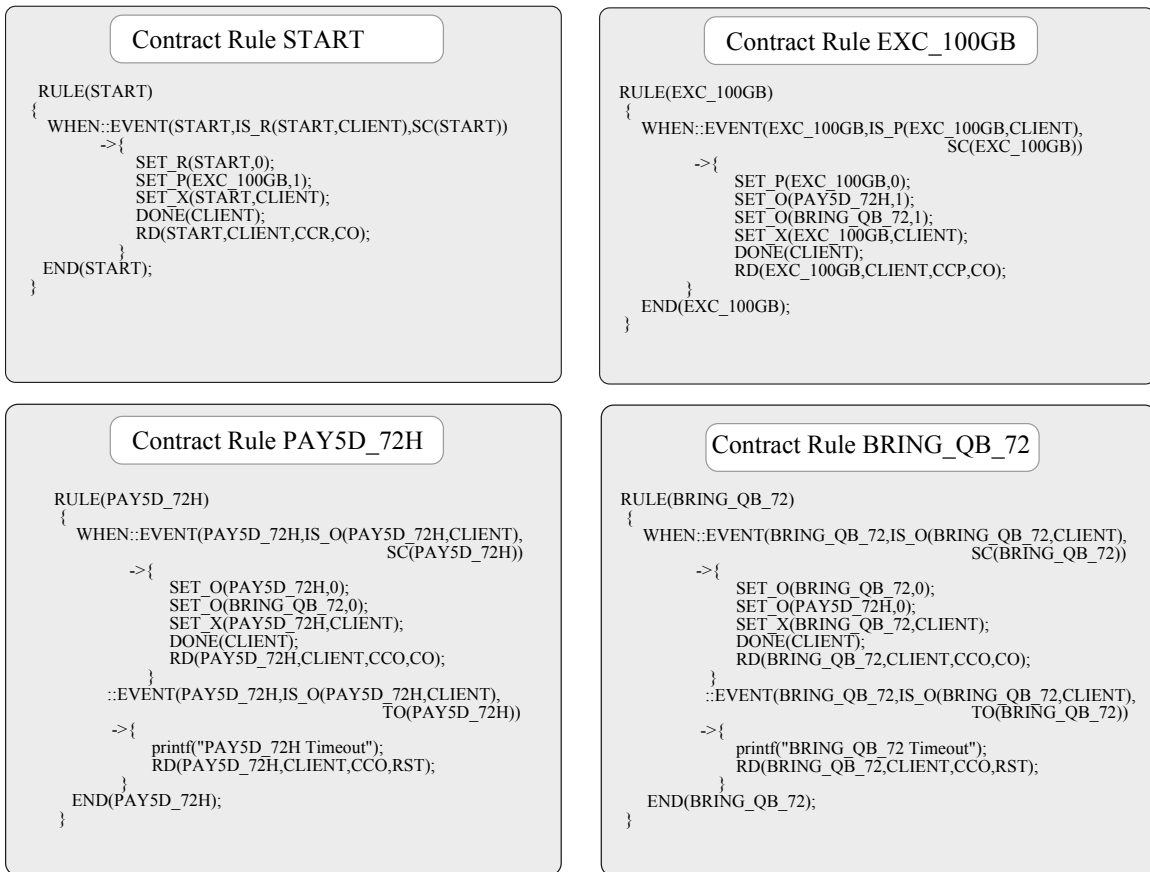 Contract Rule START
RULE(START)
{
WHEN::EVENT(START,IS_R(START,CLIENT),SC(START))
->{
SET_R(START,0);
SET_P(EXC_100GB,1);
SET_X(START,CLIENT);
DONE(CLIENT);
RD(START,CLIENT,CCR,CO);
}
END(START);
}
Contract Rule EXC_100GB
RULE(EXC_100GB)
{
WHEN::EVENT(EXC_100GB,IS_P(EXC_100GB,CLIENT),
SC(EXC_100GB))
->{
SET_P(EXC_100GB,0);
SET_O(PAY5D_72H,1);
SET_O(BRING_QB_72,1);
SET_X(EXC_100GB,CLIENT);
DONE(CLIENT);
RD(EXC_100GB,CLIENT,CCP,CO);
}
END(EXC_100GB);
}
Contract Rule PAY5D_72H
RULE(PAY5D_72H)
{
WHEN::EVENT(PAY5D_72H,IS_O(PAY5D_72H,CLIENT),
SC(PAY5D_72H))
->{
SET_O(PAY5D_72H,0);
SET_O(BRING_QB_72,0);
SET_X(PAY5D_72H,CLIENT);
DONE(CLIENT);
RD(PAY5D_72H,CLIENT,CCO,CO);
}
::EVENT(PAY5D_72H,IS_O(PAY5D_72H,CLIENT),
TO(PAY5D_72H))
->{
printf("PAY5D_72H Timeout");
RD(PAY5D_72H,CLIENT,CCO,RST);
}
END(PAY5D_72H);
}
Contract Rule BRING_QB_72
RULE(BRING_QB_72)
{
WHEN::EVENT(BRING_QB_72,IS_O(BRING_QB_72,CLIENT),
SC(BRING_QB_72))
->{
SET_O(BRING_QB_72,0);
SET_O(PAY5D_72H,0);
SET_X(BRING_QB_72,CLIENT);
DONE(CLIENT);
RD(BRING_QB_72,CLIENT,CCO,CO);
}
::EVENT(BRING_QB_72,IS_O(BRING_QB_72,CLIENT),
TO(BRING_QB_72))
->{
printf("BRING_QB_72 Timeout");
RD(BRING_QB_72,CLIENT,CCO,RST);
}
END(BRING_QB_72);
}